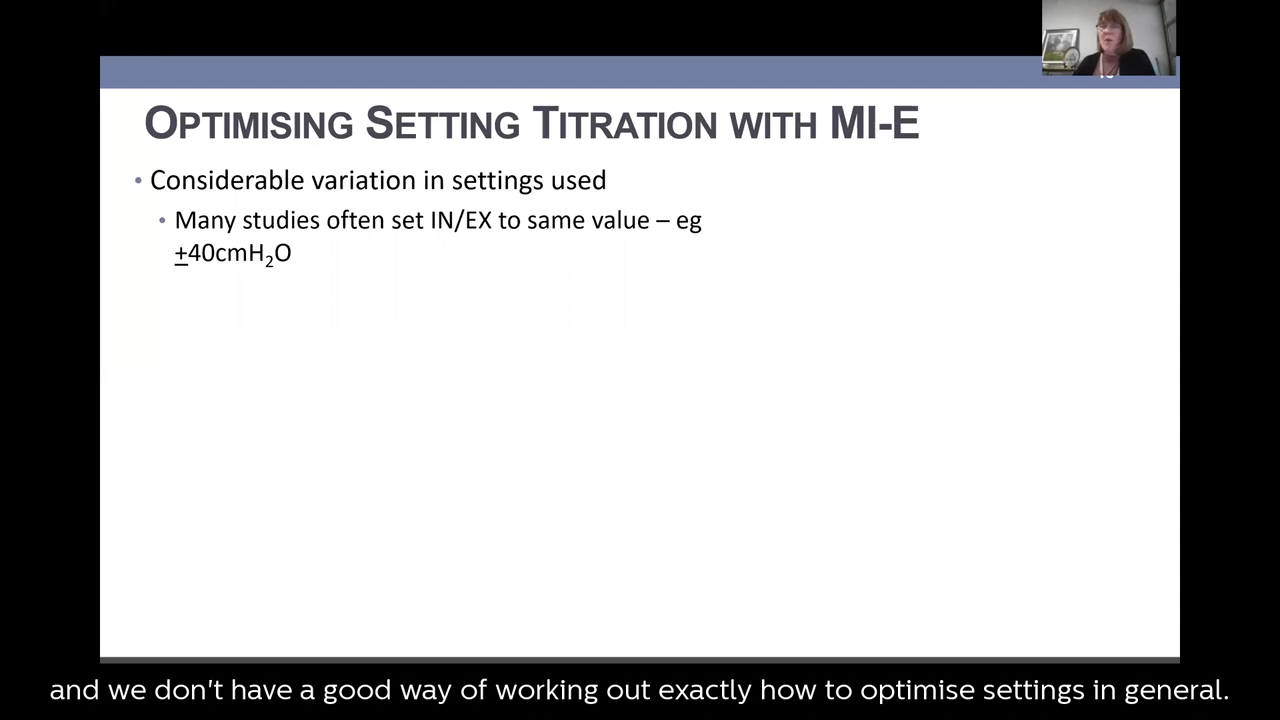 OPTIMISING SETTING TITRATION WITH MI-E
• Considerable variation in settings used
• Many studies often set IN/EX to same value – eg
±40cmH₂O
and we don't have a good way of working out exactly how to optimise settings in general.